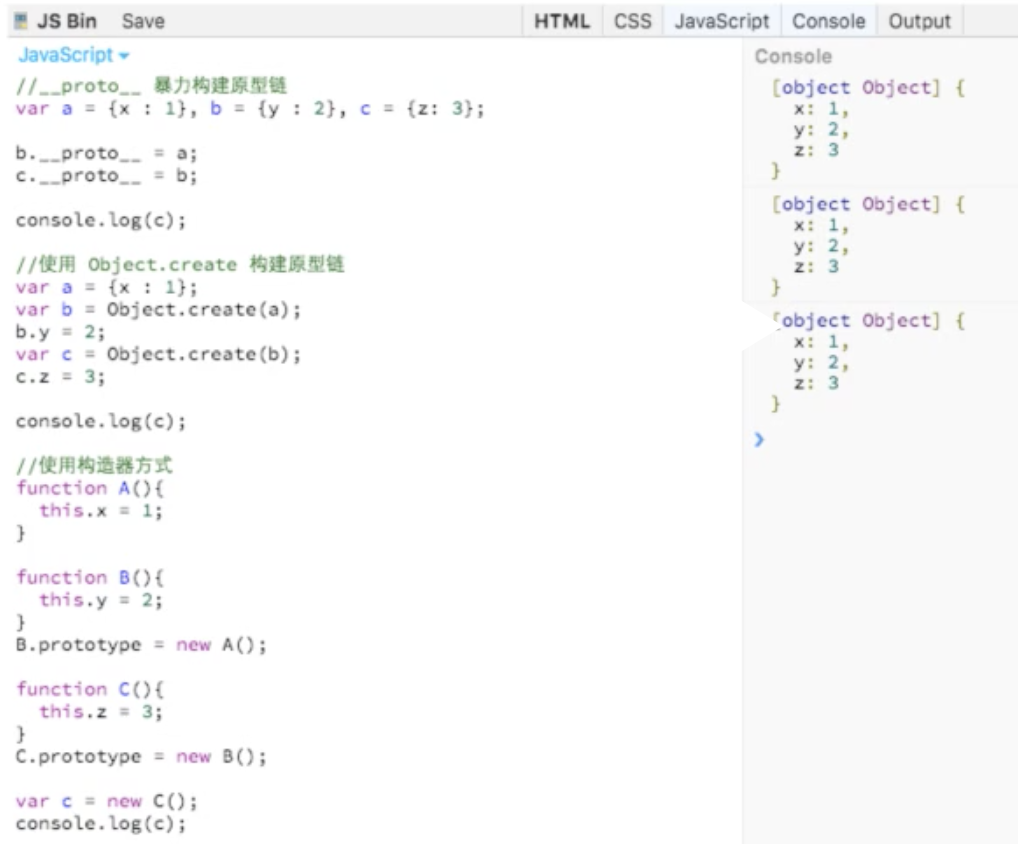 JS Bin Save HTML CSS JavaScript Console Output
JavaScript
//__proto__ 暴力构建原型链
var a = {x : 1}, b = {y : 2}, c = {z: 3};
b.__proto__ = a;
c.__proto__ = b;
console.log(c);
//使用 Object.create 构建原型链
var a = {x : 1};
var b = Object.create(a);
b.y = 2;
var c = Object.create(b);
c.z = 3;
console.log(c);
//使用构造器方式
function A(){
this.x = 1;
}
function B(){
this.y = 2;
}
B.prototype = new A();
function C(){
this.z = 3;
}
C.prototype = new B();
var c = new C();
console.log(c);
Console
[object Object] {
x: 1,
y: 2,
z: 3
}
[object Object] {
x: 1,
y: 2,
z: 3
}
[object Object] {
x: 1,
y: 2,
z: 3
}